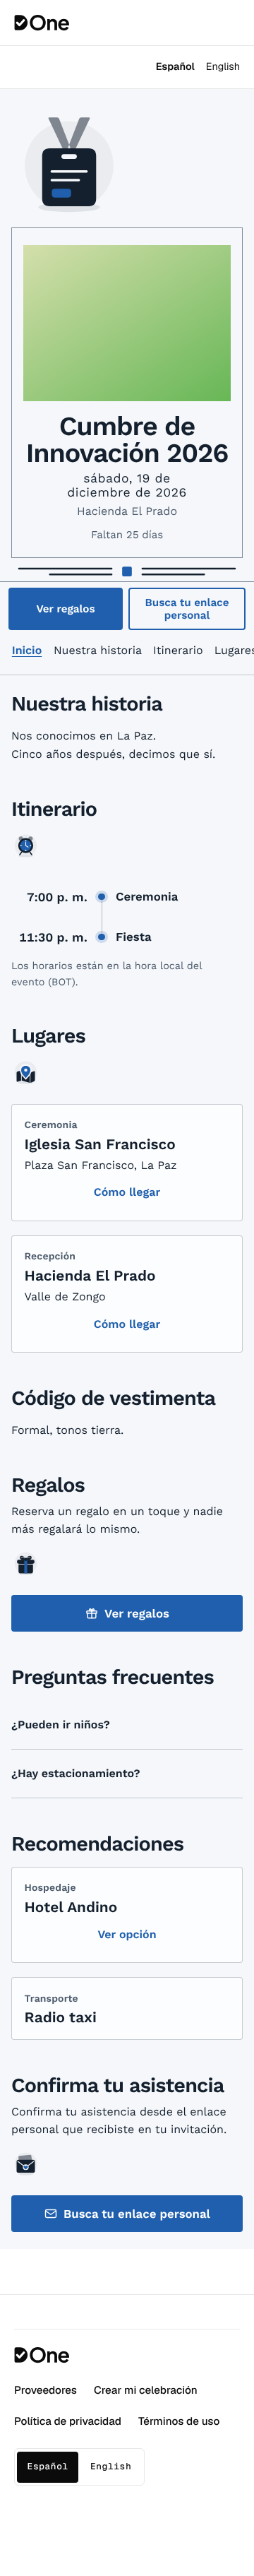 One
Español English
Cumbre de
Innovación 2026
sábado, 19 de
diciembre de 2026
Hacienda El Prado
Faltan 25 días
Ver regalos
Busca tu enlace
personal
Inicio Nuestra historia Itinerario Lugares
Nuestra historia
Nos conocimos en La Paz.
Cinco años después, decimos que sí.
Itinerario
7:00 p. m. Ceremonia
11:30 p. m. Fiesta
Los horarios están en la hora local del
evento (BOT).
Lugares
Ceremonia
Iglesia San Francisco
Plaza San Francisco, La Paz
Cómo llegar
Recepción
Hacienda El Prado
Valle de Zongo
Cómo llegar
Código de vestimenta
Formal, tonos tierra.
Regalos
Reserva un regalo en un toque y nadie
más regalará lo mismo.
Ver regalos
Preguntas frecuentes
¿Pueden ir niños?
¿Hay estacionamiento?
Recomendaciones
Hospedaje
Hotel Andino
Ver opción
Transporte
Radio taxi
Confirma tu asistencia
Confirma tu asistencia desde el enlace
personal que recibiste en tu invitación.
Busca tu enlace personal
One
Proveedores Crear mi celebración
Política de privacidad Términos de uso
Español English